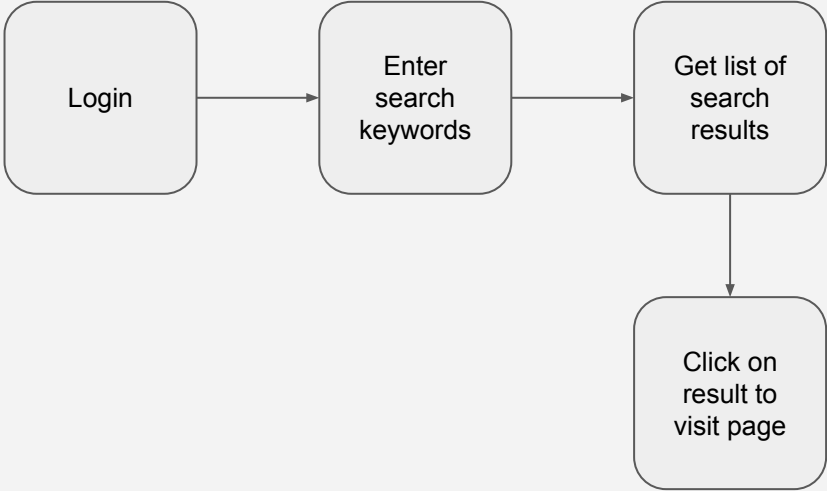 Login
Enter
search
keywords
Get list of
search
results
Click on
result to
visit page